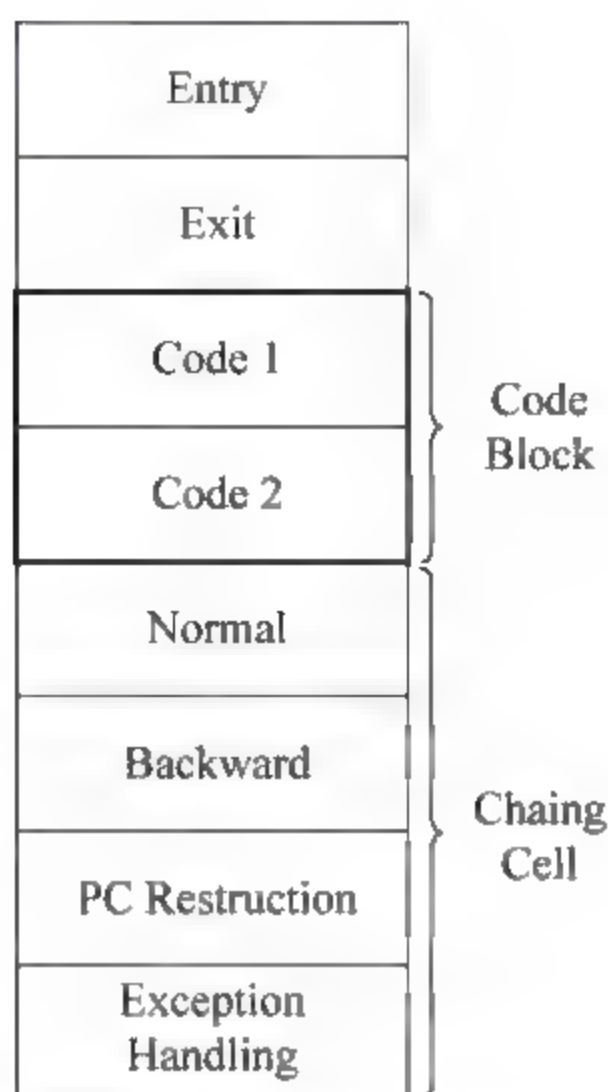 Entry
Exit
Code 1
Code 2
Code
Block
Normal
Backward
PC Restruction
Exception
Handling
Chaing
Cell